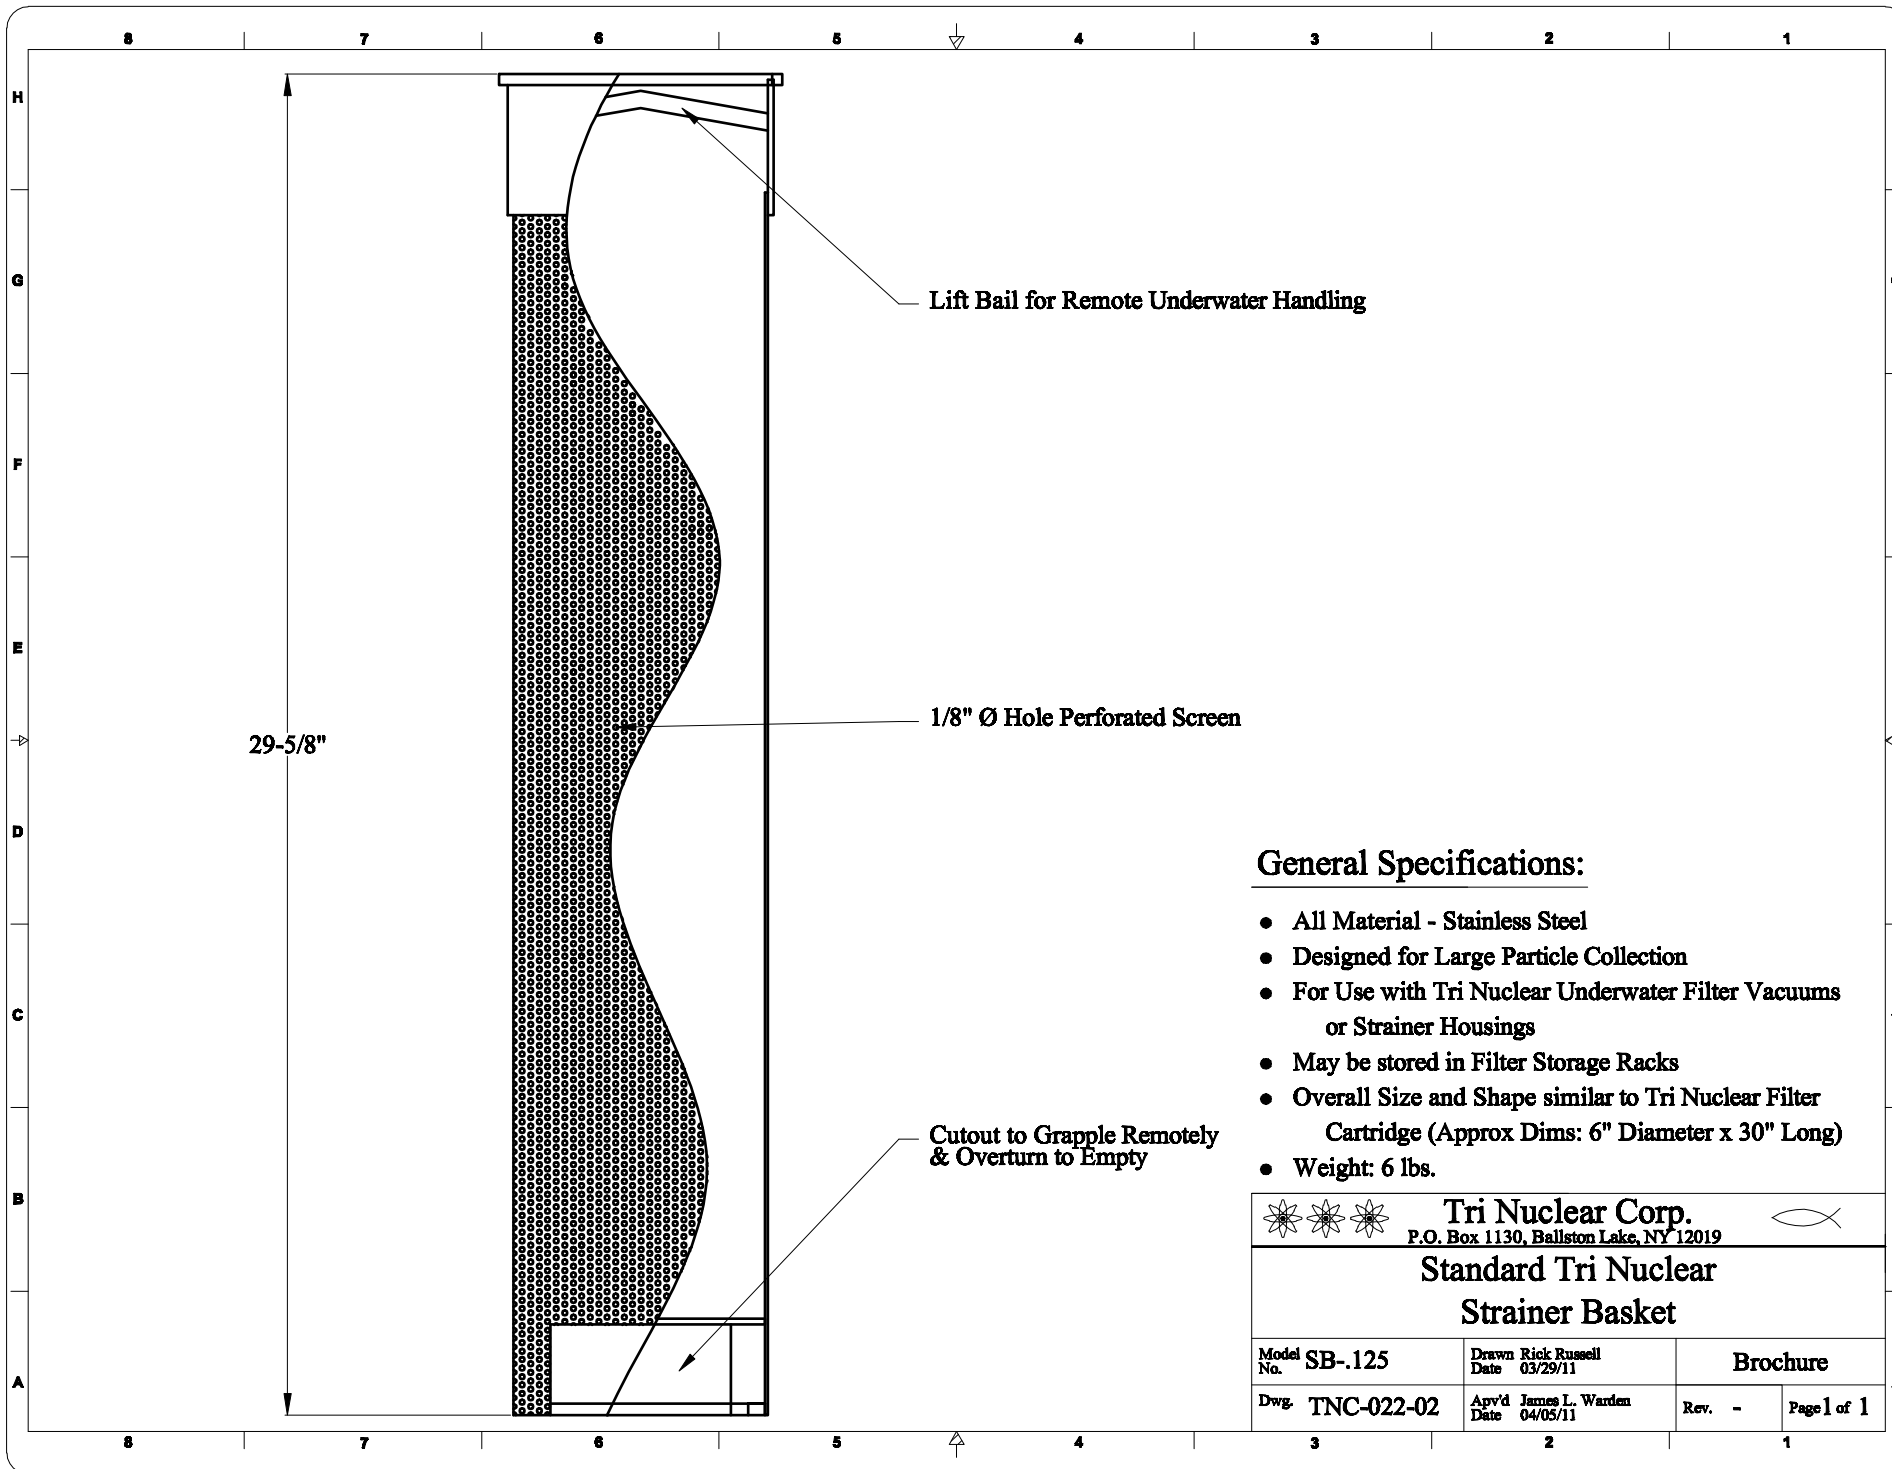 8 7 6 5 4 3 2 1
H
G
F
E
D
C
B
A
29-5/8"
Lift Bail for Remote Underwater Handling
1/8" Ø Hole Perforated Screen
Cutout to Grapple Remotely
& Overturn to Empty
General Specifications:
● All Material - Stainless Steel
● Designed for Large Particle Collection
● For Use with Tri Nuclear Underwater Filter Vacuums
or Strainer Housings
● May be stored in Filter Storage Racks
● Overall Size and Shape similar to Tri Nuclear Filter
Cartridge (Approx Dims: 6" Diameter x 30" Long)
● Weight: 6 lbs.
Tri Nuclear Corp.
P.O. Box 1130, Ballston Lake, NY 12019
Standard Tri Nuclear
Strainer Basket
Model No. SB-.125
Drawn Rick Russell
Date 03/29/11
Brochure
Dwg. TNC-022-02
Apv'd James L. Warden
Date 04/05/11
Rev. -
Page 1 of 1
8 7 6 5 4 3 2 1